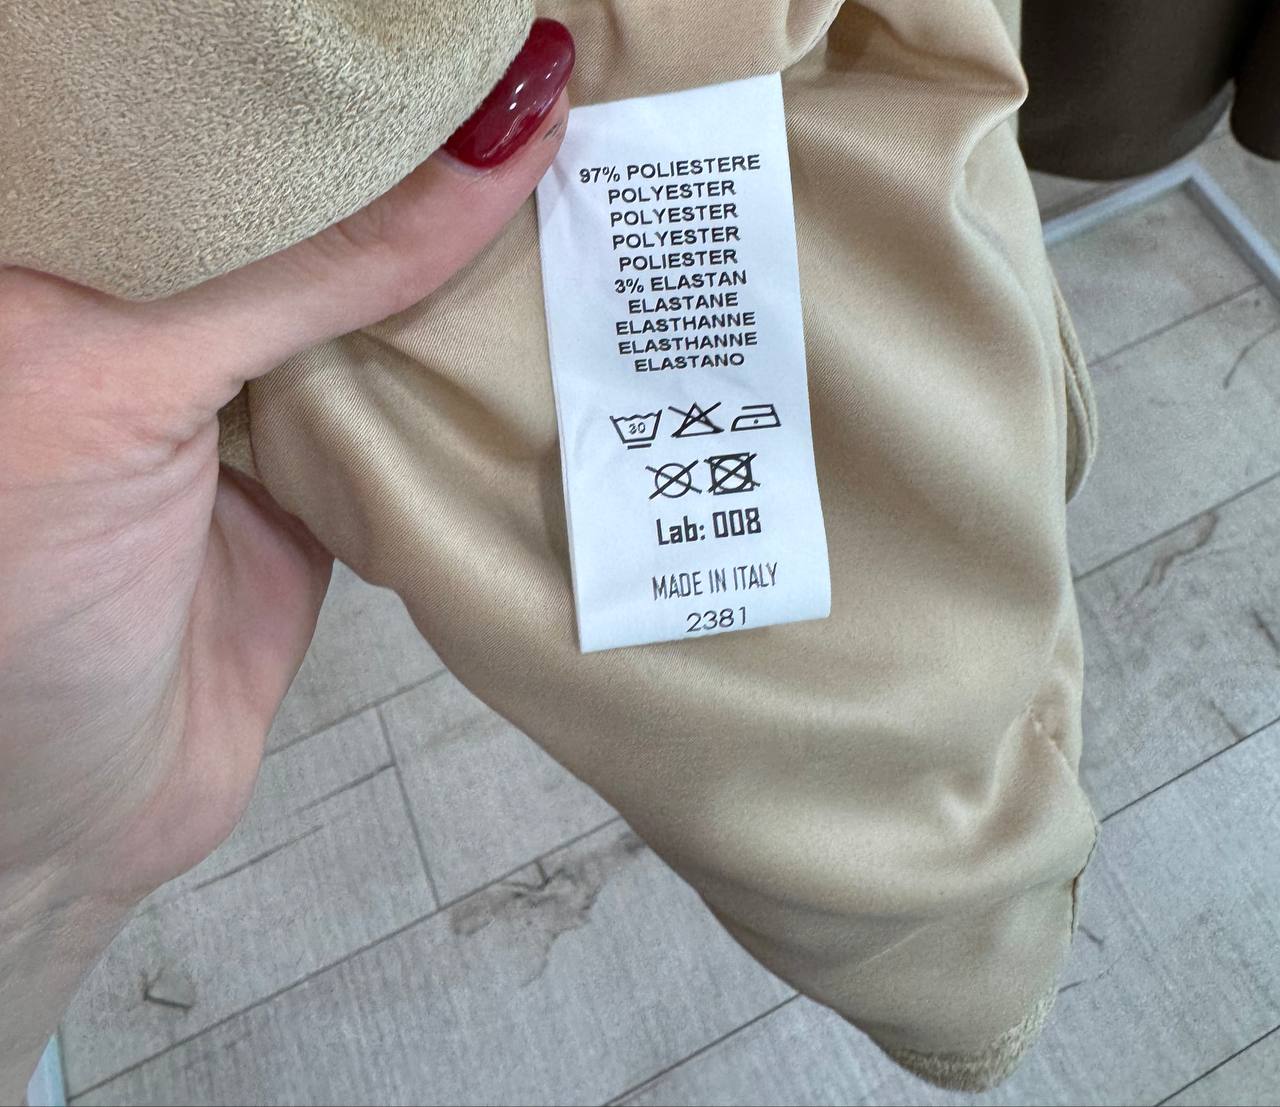 97% POLIESTERE
POLYESTER
POLYESTER
POLYESTER
POLIESTER
3% ELASTAN
ELASTANE
ELASTHANNE
ELASTHANNE
ELASTANO
30
Lab: 008
MADE IN ITALY
2381